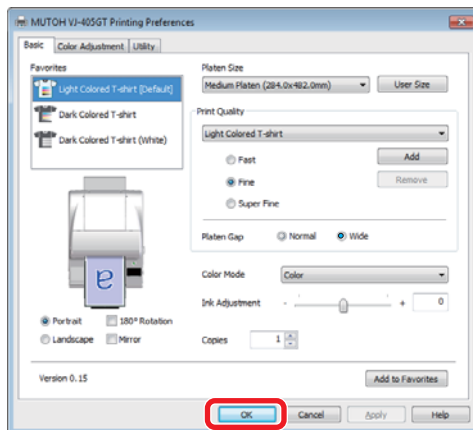 MUTOH VJ-405GT Printing Preferences
Basic Color Adjustment Utility
Favorites
Light Colored T-shirt [Default]
Dark Colored T-shirt
Dark Colored T-shirt (White)
a
Portrait 180° Rotation
Landscape Mirror
Platen Size
Medium Platen (284.0x482.0mm) User Size
Print Quality
Light Colored T-shirt
Fast Add
Fine Remove
Super Fine
Platen Gap Normal Wide
Color Mode Color
Ink Adjustment - + 0
Copies 1
Version 0.15 Add to Favorites
OK Cancel Apply Help